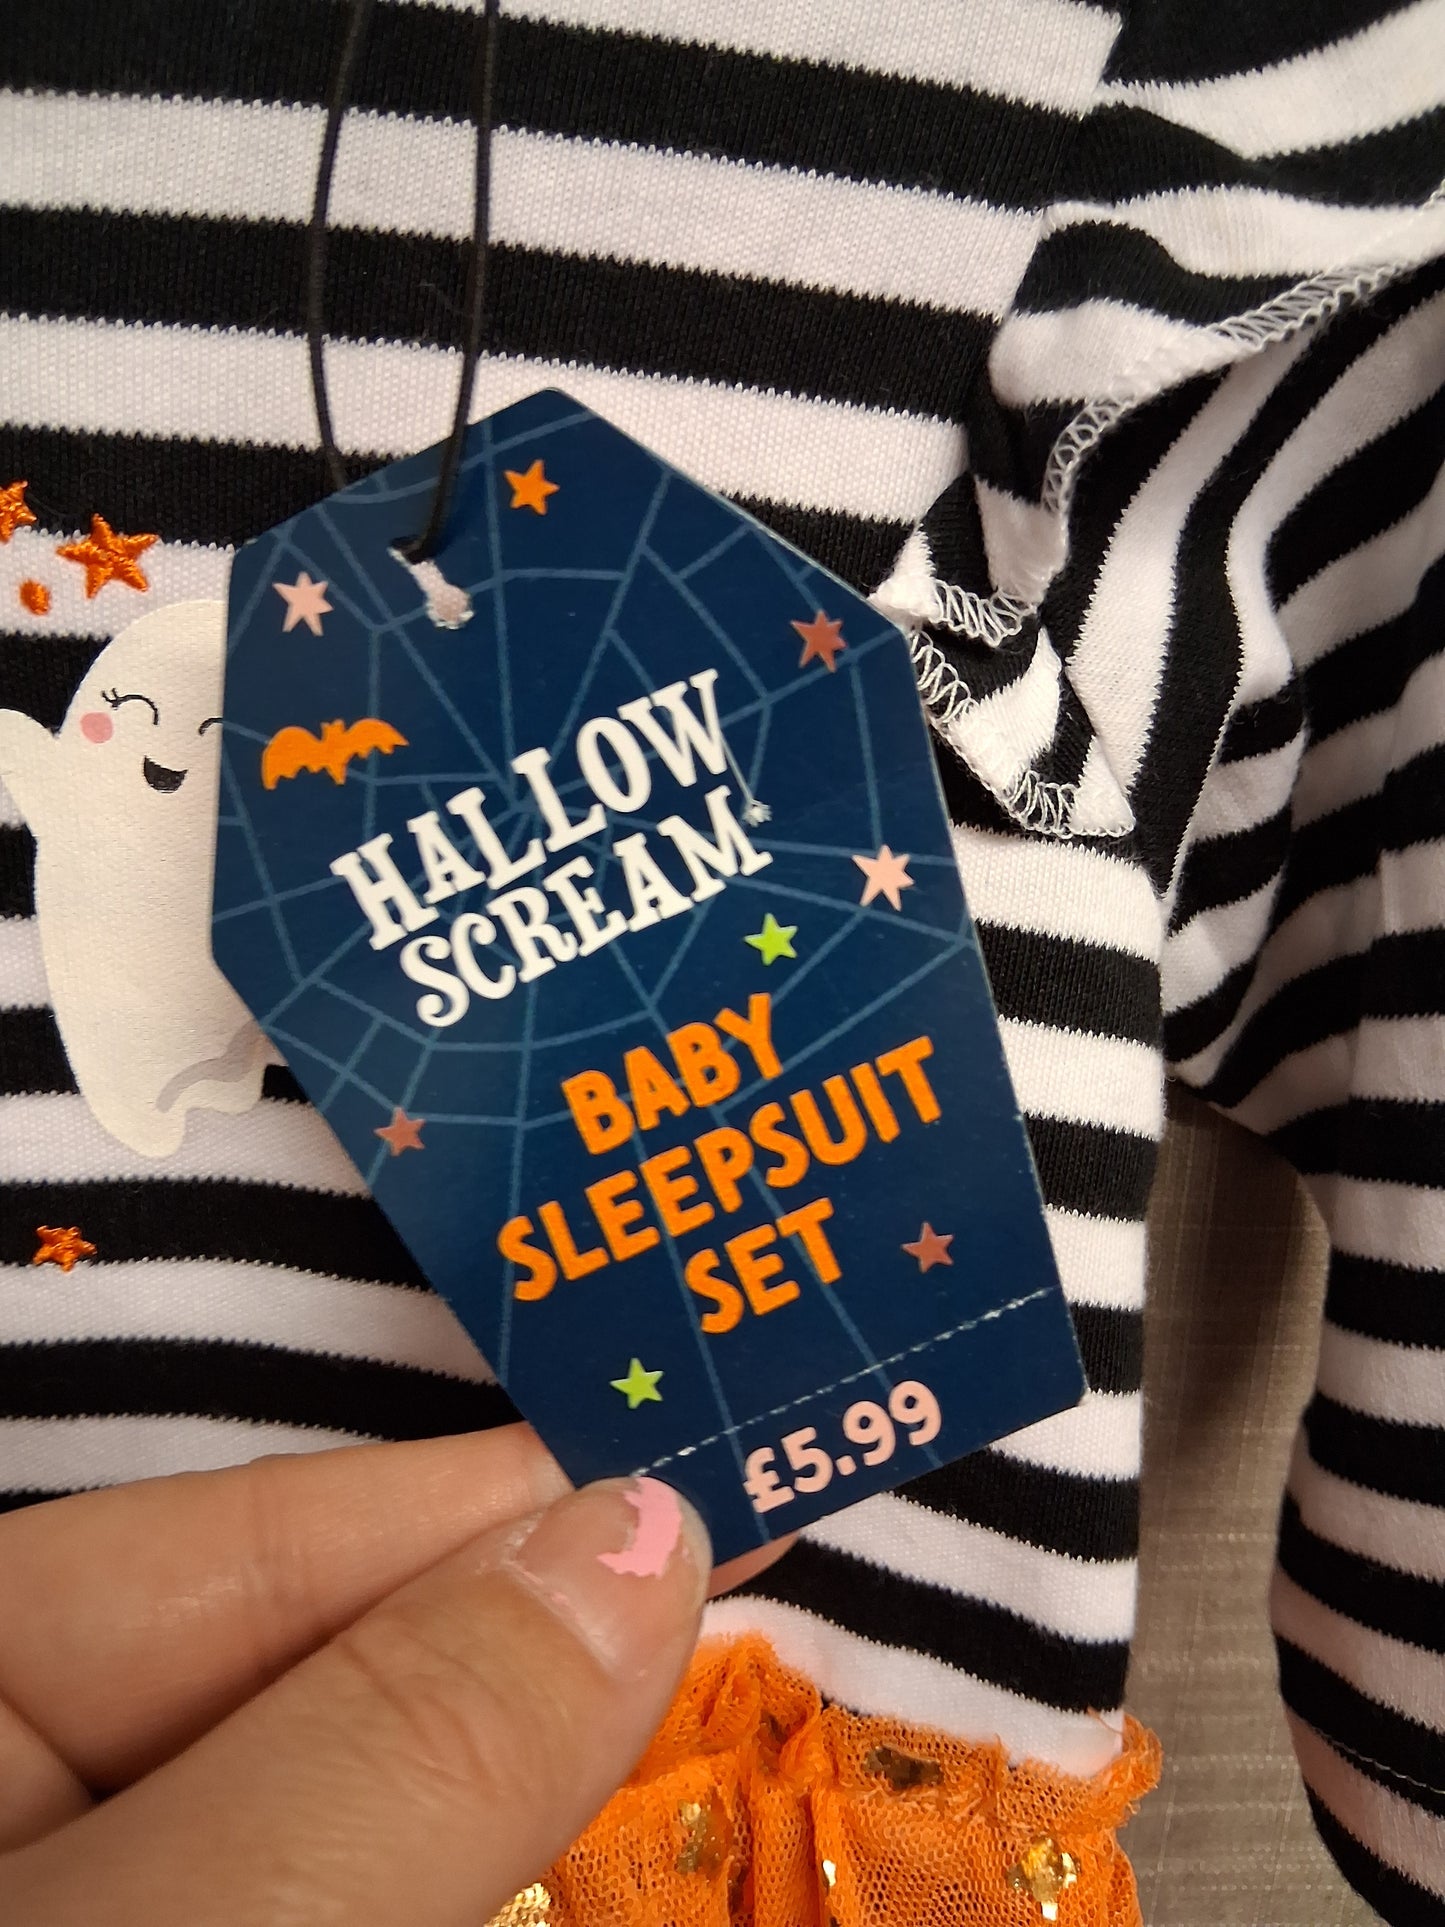 HALLOW
SCREAM
BABY
SLEEPSUIT
SET
£5.99